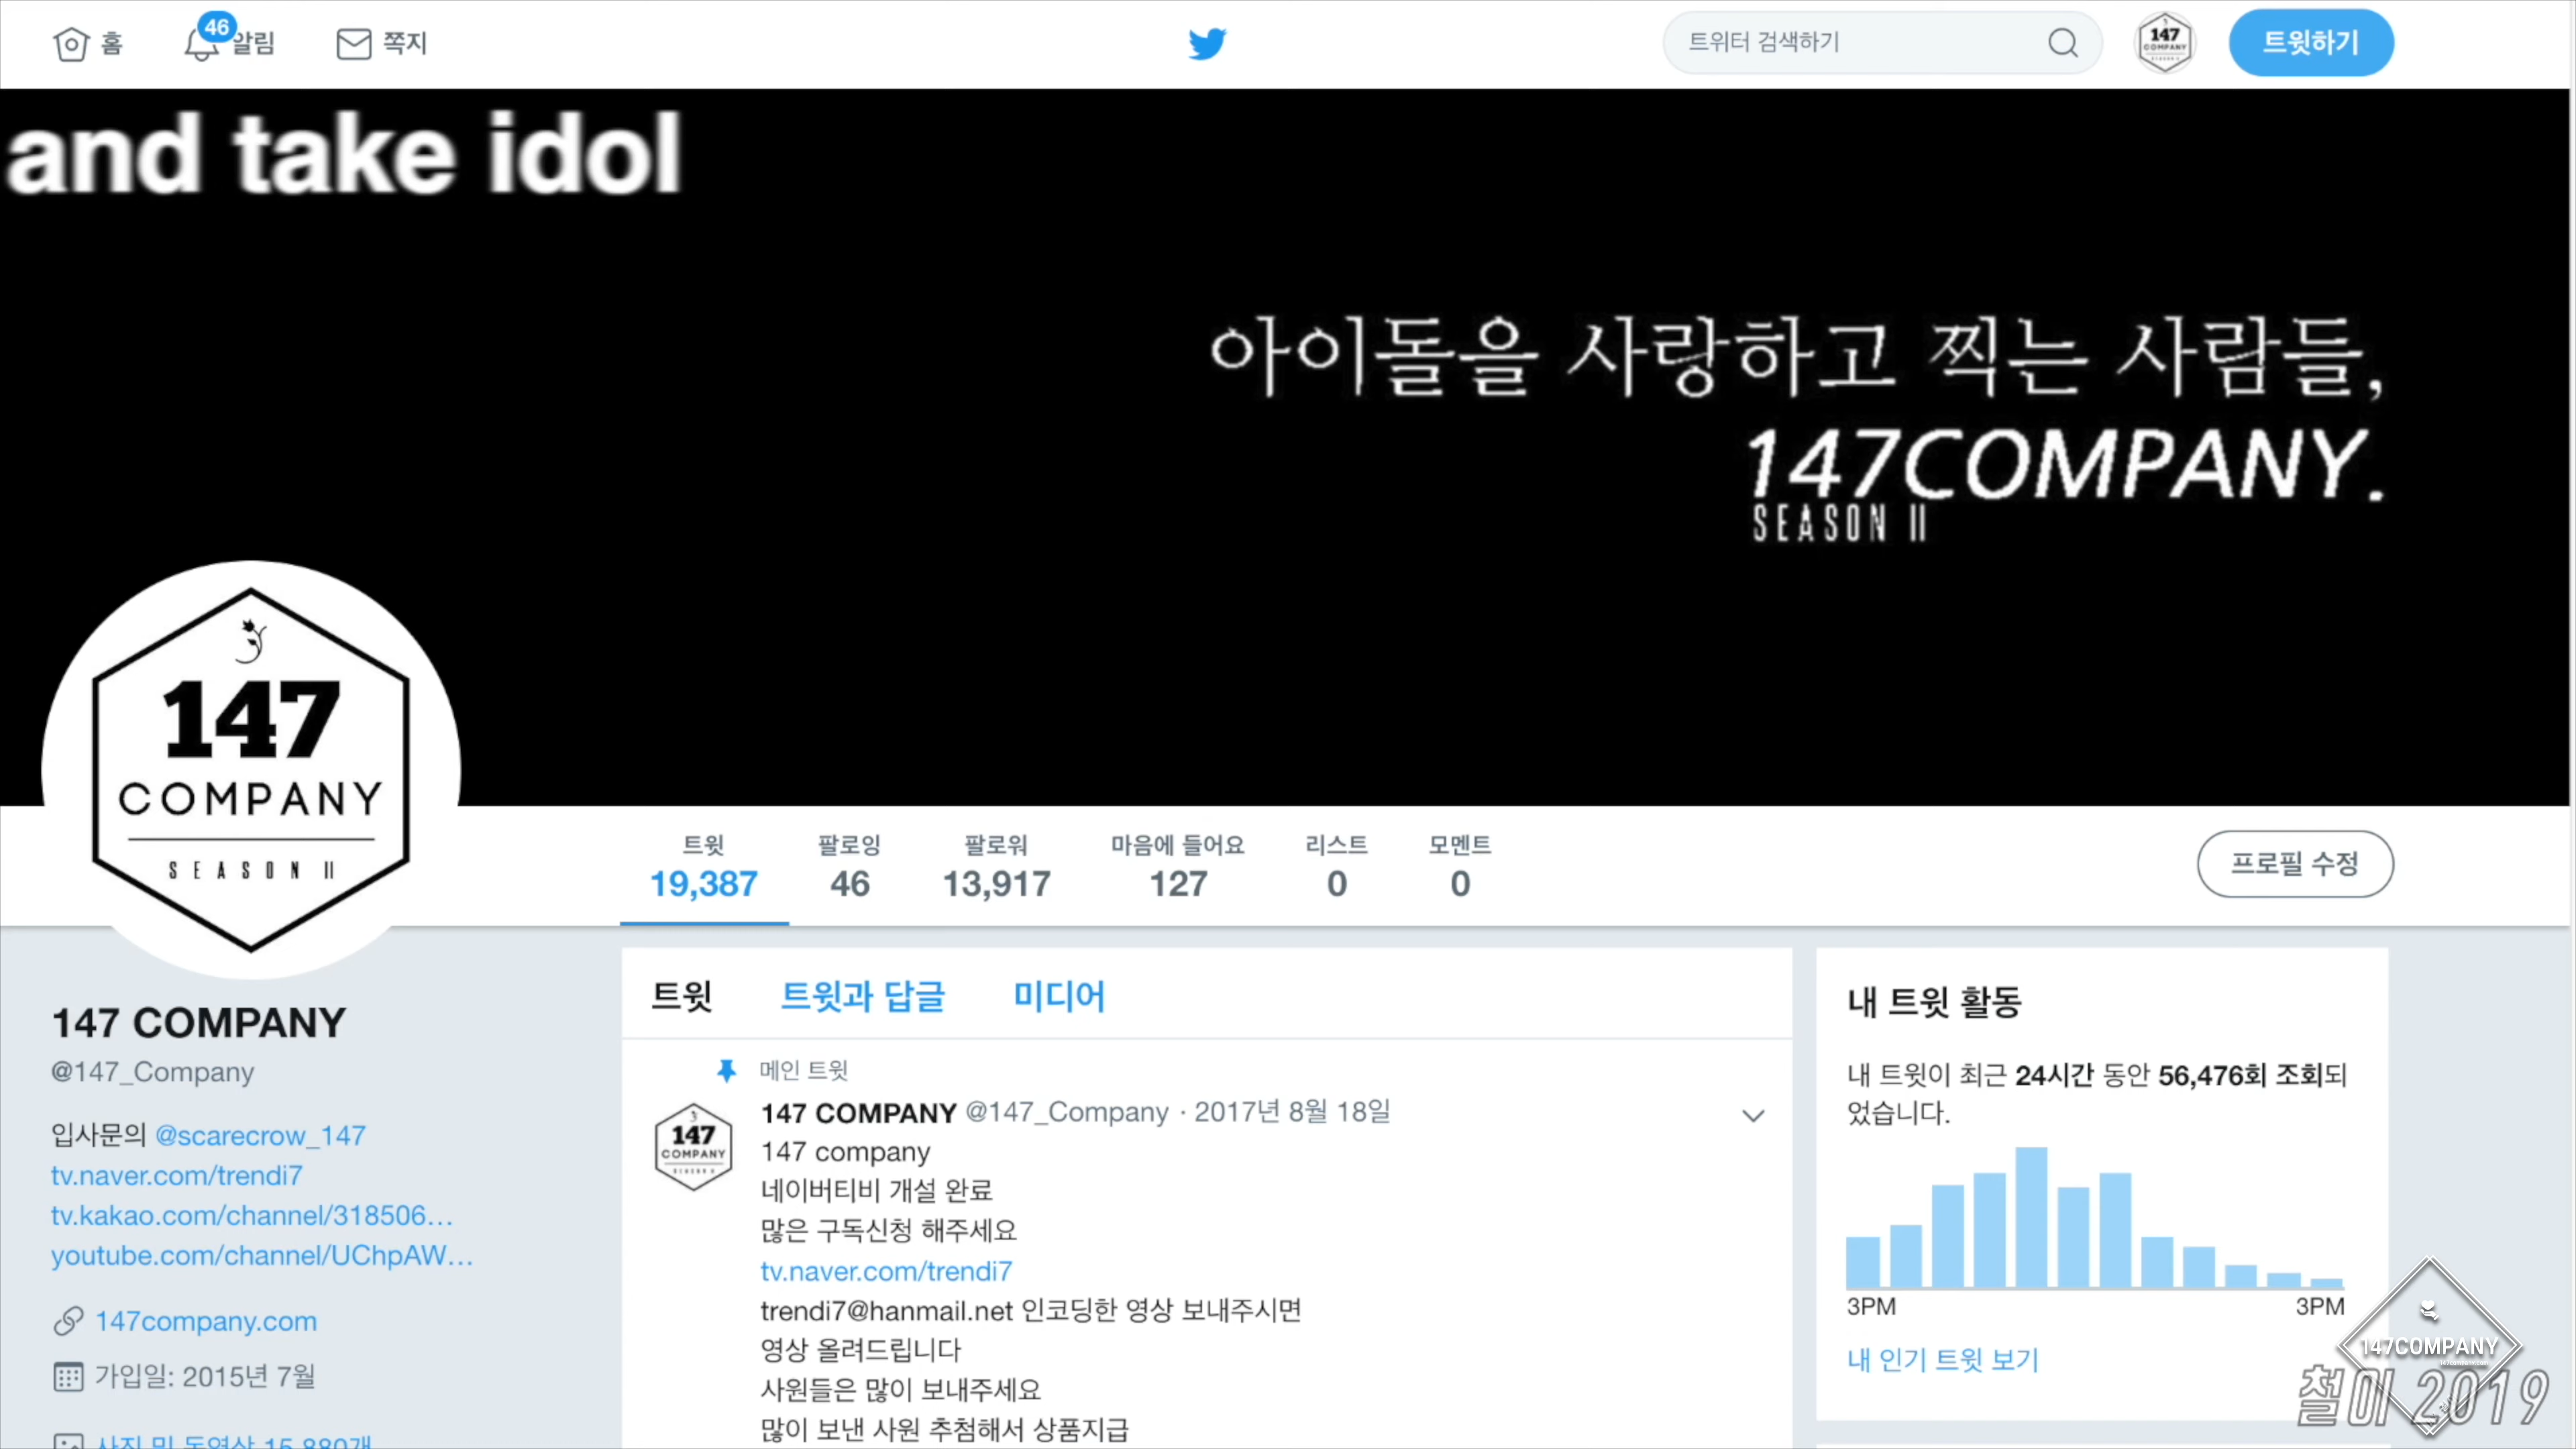 홈
46
알림
쪽지
트위터 검색하기
147
COMPANY
트윗하기
and take idol
아이돌을 사랑하고 찍는 사람들,
147COMPANY.
SEASON II
147
COMPANY
SEASON II
트윗 팔로잉 팔로워 마음에 들어요 리스트 모멘트
19,387 46 13,917 127 0 0
프로필 수정
147 COMPANY
@147_Company
입사문의 @scarecrow_147
tv.naver.com/trendi7
tv.kakao.com/channel/318506…
youtube.com/channel/UChpAW…
147company.com
가입일: 2015년 7월
사진 및 동영상 15,880개
트윗 트윗과 답글 미디어
메인 트윗
147
COMPANY
147 COMPANY @147_Company · 2017년 8월 18일
147 company
네이버티비 개설 완료
많은 구독신청 해주세요
tv.naver.com/trendi7
trendi7@hanmail.net 인코딩한 영상 보내주시면
영상 올려드립니다
사원들은 많이 보내주세요
많이 보낸 사원 추첨해서 상품지급
내 트윗 활동
내 트윗이 최근 24시간 동안 56,476회 조회되
었습니다.
3PM 3PM
내 인기 트윗 보기
147COMPANY
147company.com
철이 2019